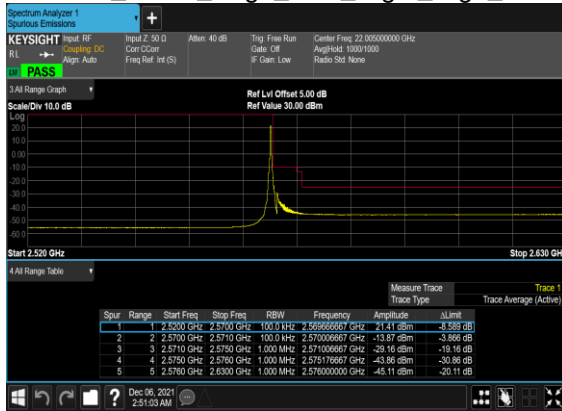 Spectrum Analyzer 1
Spurious Emissions
KEYSIGHT Input: RF Input Z: 50 Ω Atten: 40 dB Trig: Free Run Center Freq: 22.005000000 GHz
RL Coupling: DC Corr CCorr Gate: Off Avg|Hold: 1000/1000
Align: Auto Freq Ref: Int (S) IF Gain: Low Radio Std: None
PASS
3 All Range Graph Ref Lvl Offset 5.00 dB
Scale/Div 10.0 dB Ref Value 30.00 dBm
Log
20.0
10.0
0.00
-10.0
-20.0
-30.0
-40.0
-50.0
-60.0
Start 2.520 GHz Stop 2.630 GH
4 All Range Table
Measure Trace Trace 1
Trace Type Trace Average (Active)
Spur Range Start Freq Stop Freq RBW Frequency Amplitude ΔLimit
1 1 2.5200 GHz 2.5700 GHz 100.0 kHz 2.569666667 GHz 21.41 dBm -8.589 dB
2 2 2.5700 GHz 2.5710 GHz 100.0 kHz 2.570006667 GHz -13.87 dBm -3.866 dB
3 3 2.5710 GHz 2.5750 GHz 1.000 MHz 2.571006667 GHz -29.16 dBm -19.16 dB
4 4 2.5750 GHz 2.5760 GHz 1.000 MHz 2.575176667 GHz -43.86 dBm -30.86 dB
5 5 2.5760 GHz 2.6300 GHz 1.000 MHz 2.576000000 GHz -45.11 dBm -20.11 dB
Dec 06, 2021
2:51:03 AM